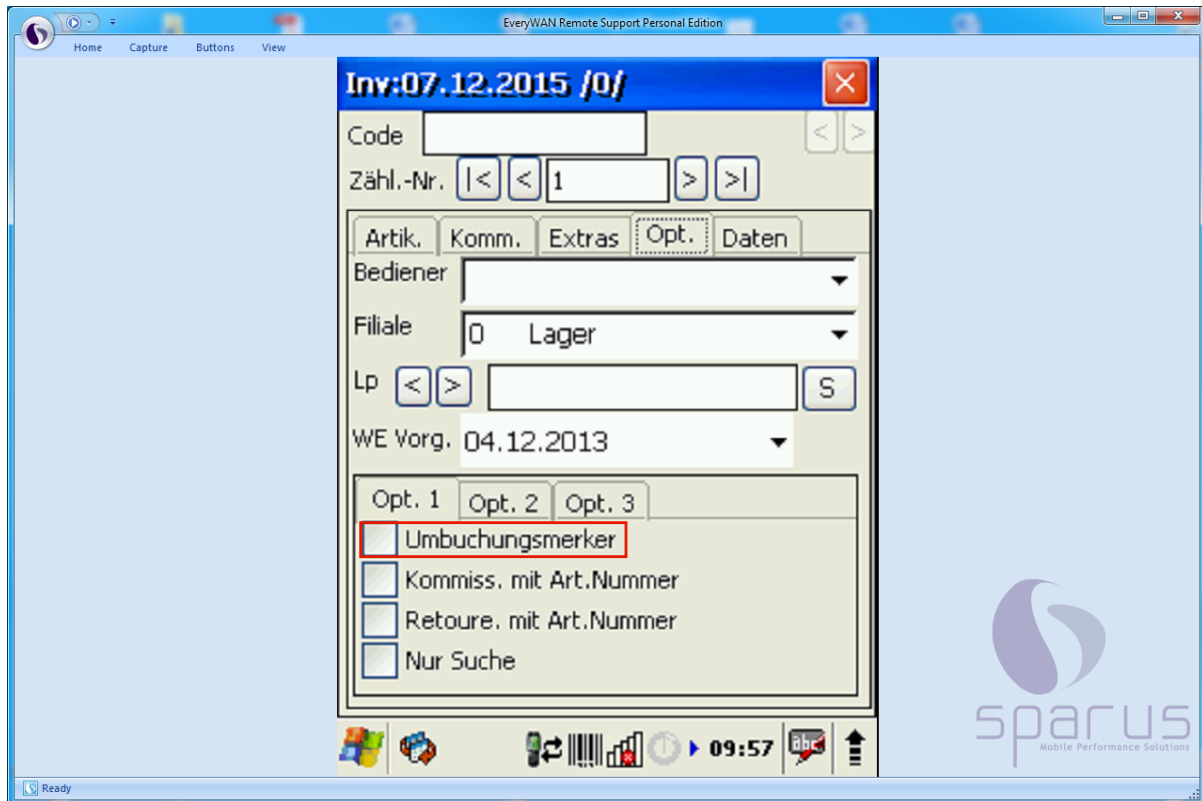 EveryWAN Remote Support Personal Edition
Home Capture Buttons View
Inv:07.12.2015 /0/
Code < >
Zähl.-Nr. |< < 1 > >|
Artik. Komm. Extras Opt. Daten
Bediener
Filiale 0 Lager
Lp < > S
WE Vorg. 04.12.2013
Opt. 1 Opt. 2 Opt. 3
Umbuchungsmerker
Kommiss. mit Art.Nummer
Retoure. mit Art.Nummer
Nur Suche
09:57 abc
sparus
Mobile Performance Solutions
Ready